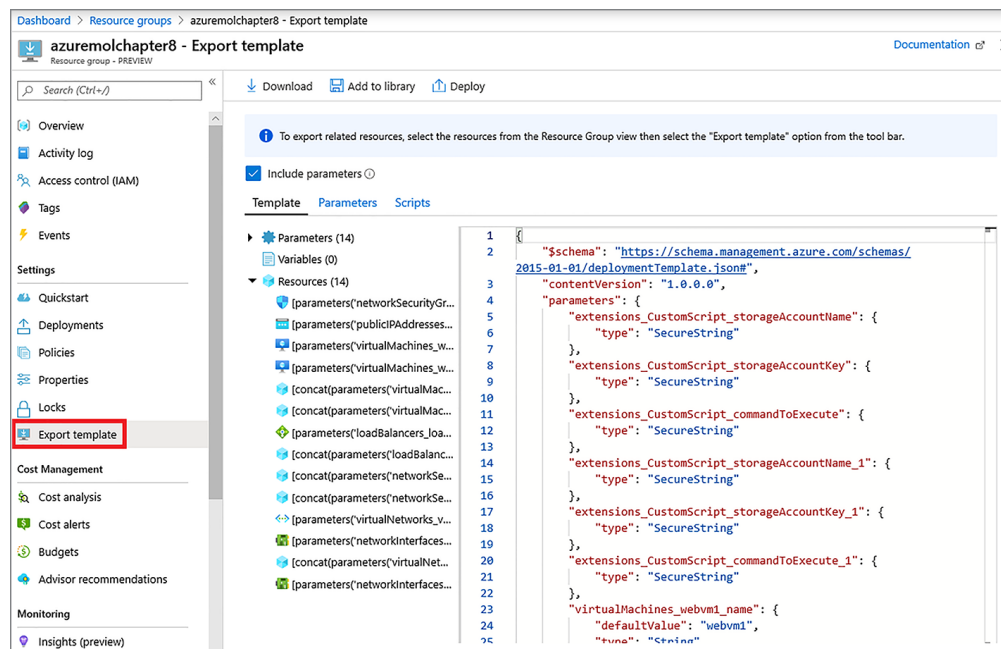 Dashboard > Resource groups > azuremolchapter8 - Export template
azuremolchapter8 - Export template
Resource group - PREVIEW
Documentation
Search (Ctrl+/)
«
Overview
Activity log
Access control (IAM)
Tags
Events
Settings
Quickstart
Deployments
Policies
Properties
Locks
Export template
Cost Management
Cost analysis
Cost alerts
Budgets
Advisor recommendations
Monitoring
Insights (preview)
Download Add to library Deploy
To export related resources, select the resources from the Resource Group view then select the "Export template" option from the tool bar.
Include parameters
Template Parameters Scripts
Parameters (14)
Variables (0)
Resources (14)
[parameters('networkSecurityGr...
[parameters('publicIPAddresses...
[parameters('virtualMachines_w...
[parameters('virtualMachines_w...
[concat(parameters('virtualMac...
[concat(parameters('virtualMac...
[parameters('loadBalancers_loa...
[concat(parameters('loadBalanc...
[concat(parameters('networkSe...
[concat(parameters('networkSe...
[parameters('virtualNetworks_v...
[parameters('networkInterfaces...
[concat(parameters('virtualNet...
[parameters('networkInterfaces...
1 {
2 "$schema": "https://schema.management.azure.com/schemas/
2015-01-01/deploymentTemplate.json#",
3 "contentVersion": "1.0.0.0",
4 "parameters": {
5 "extensions_CustomScript_storageAccountName": {
6 "type": "SecureString"
7 },
8 "extensions_CustomScript_storageAccountKey": {
9 "type": "SecureString"
10 },
11 "extensions_CustomScript_commandToExecute": {
12 "type": "SecureString"
13 },
14 "extensions_CustomScript_storageAccountName_1": {
15 "type": "SecureString"
16 },
17 "extensions_CustomScript_storageAccountKey_1": {
18 "type": "SecureString"
19 },
20 "extensions_CustomScript_commandToExecute_1": {
21 "type": "SecureString"
22 },
23 "virtualMachines_webvm1_name": {
24 "defaultValue": "webvm1",
25 "type": "String"